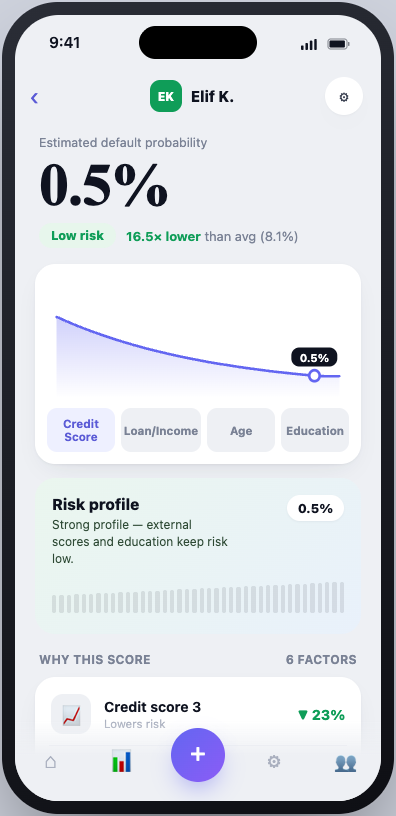 9:41
‹
EK Elif K.
Estimated default probability
0.5%
Low risk 16.5× lower than avg (8.1%)
0.5%
Credit Score
Loan/Income
Age
Education
Risk profile
0.5%
Strong profile — external
scores and education keep risk
low.
WHY THIS SCORE 6 FACTORS
Credit score 3
Lowers risk
▼ 23%
+